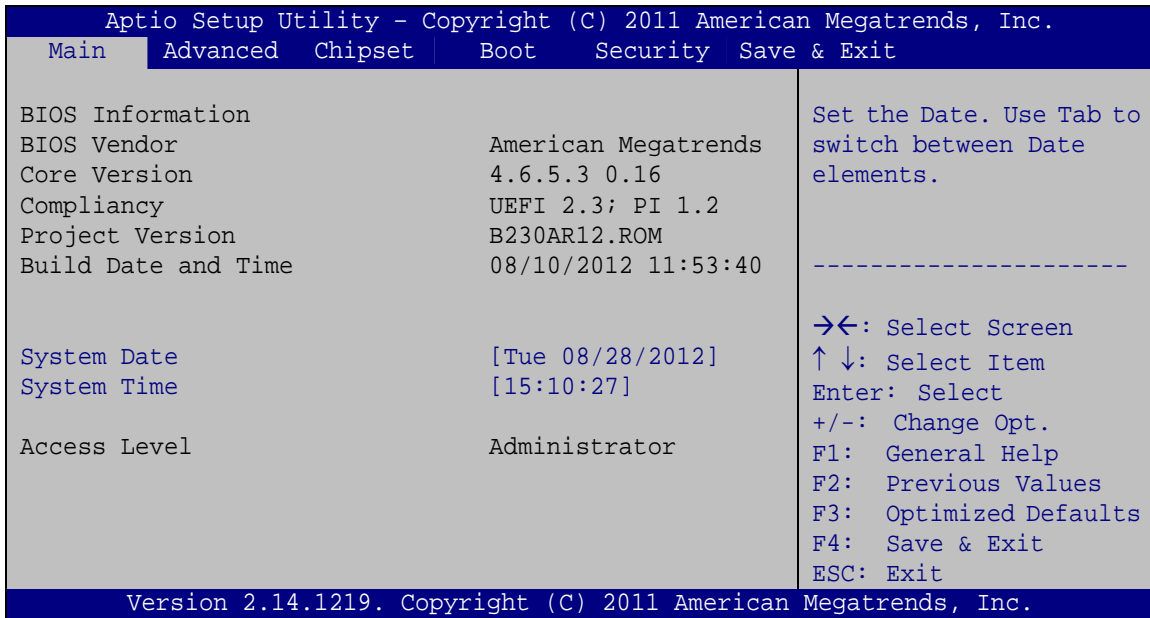 Aptio Setup Utility – Copyright (C) 2011 American Megatrends, Inc.
Main Advanced Chipset Boot Security Save & Exit
BIOS Information
BIOS Vendor American Megatrends
Core Version 4.6.5.3 0.16
Compliancy UEFI 2.3; PI 1.2
Project Version B230AR12.ROM
Build Date and Time 08/10/2012 11:53:40
System Date [Tue 08/28/2012]
System Time [15:10:27]
Access Level Administrator
Set the Date. Use Tab to
switch between Date
elements.
----------------------
→←: Select Screen
↑ ↓: Select Item
Enter: Select
+/-: Change Opt.
F1: General Help
F2: Previous Values
F3: Optimized Defaults
F4: Save & Exit
ESC: Exit
Version 2.14.1219. Copyright (C) 2011 American Megatrends, Inc.